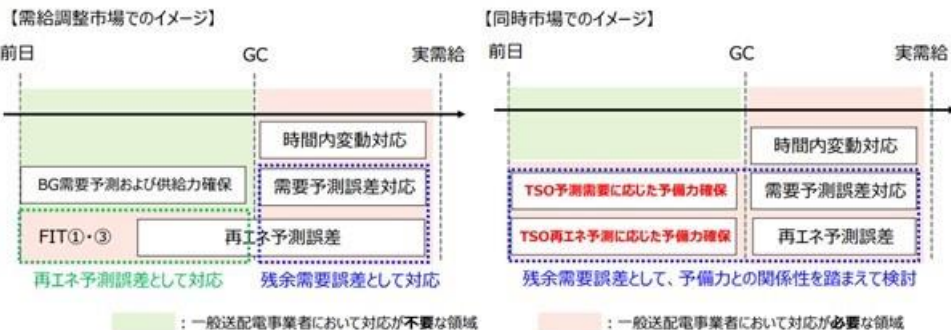 【需給調整市場でのイメージ】
前日
GC
実需給
時間内変動対応
BG需要予測および供給力確保
需要予測誤差対応
FIT①・③
再エネ予測誤差
再エネ予測誤差として対応
残余需要誤差として対応
【同時市場でのイメージ】
前日
GC
実需給
時間内変動対応
TSO予測需要に応じた予備力確保
需要予測誤差対応
TSO再エネ予測に応じた予備力確保
再エネ予測誤差
残余需要誤差として、予備力との関係性を踏まえて検討
：一般送配電事業者において対応が不要な領域
：一般送配電事業者において対応が必要な領域